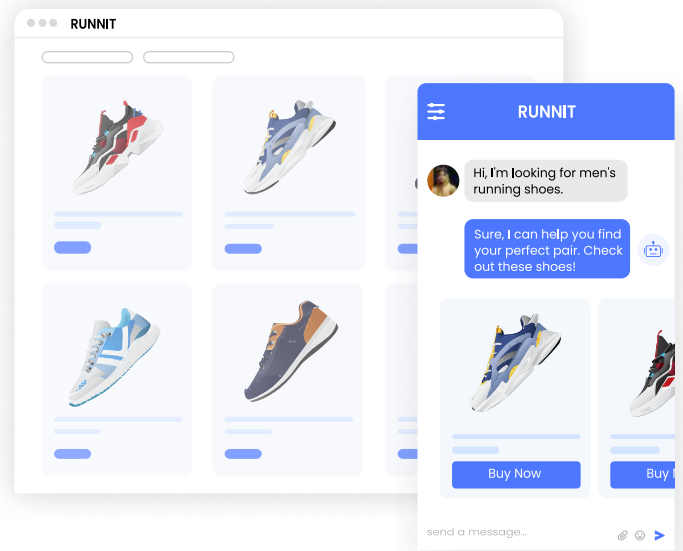 RUNNIT
RUNNIT
Hi, I'm looking for men's
running shoes.
Sure, I can help you find
your perfect pair. Check
out these shoes!
Buy Now
Buy
send a message...